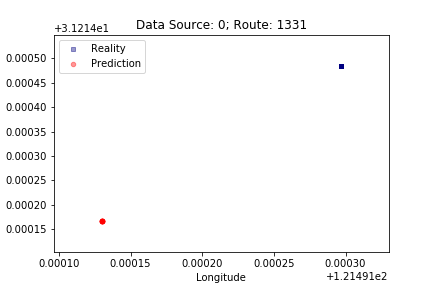 Data Source: 0; Route: 1331
+3.1214e1
Reality
Prediction
0.00050
0.00045
0.00040
0.00035
0.00030
0.00025
0.00020
0.00015
0.00010 0.00015 0.00020 0.00025 0.00030
Longitude
+1.21491e2